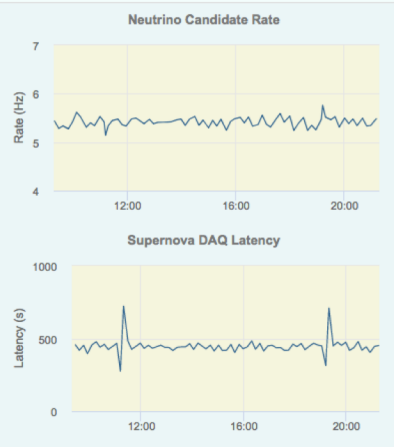 Neutrino Candidate Rate
7
6
5
4
Rate (Hz)
12:00 16:00 20:00
Supernova DAQ Latency
1000
500
0
Latency (s)
12:00 16:00 20:00